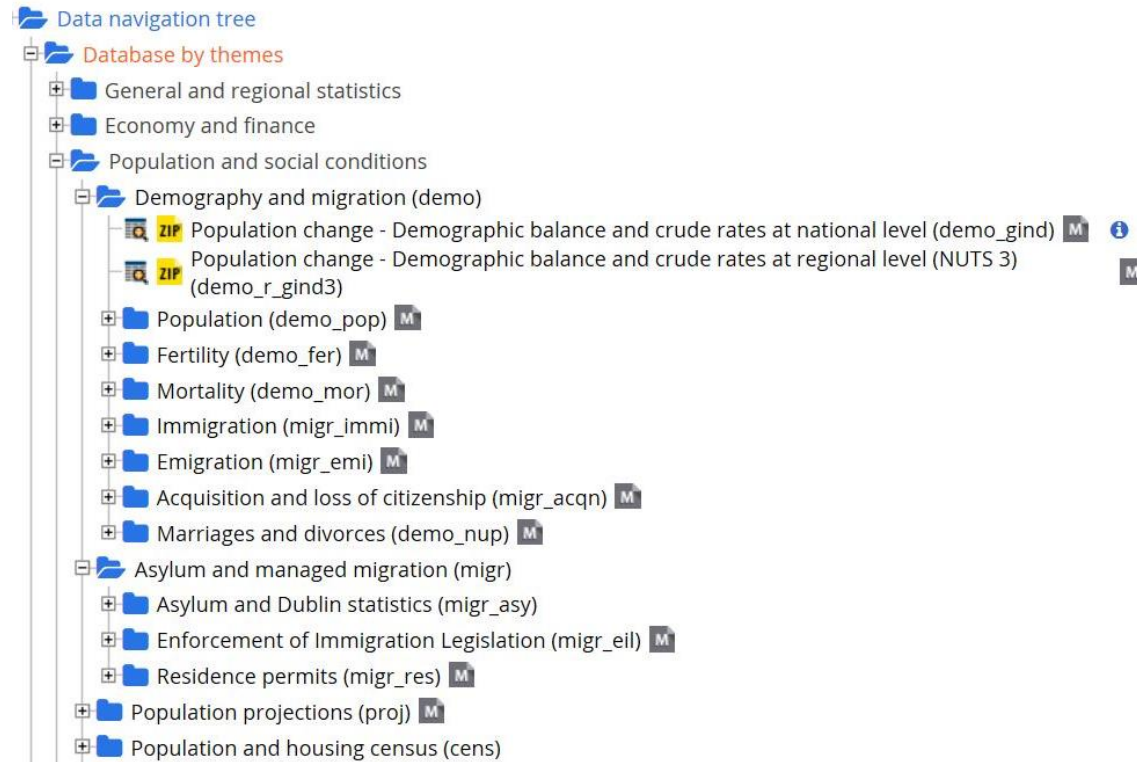 Data navigation tree
Database by themes
General and regional statistics
Economy and finance
Population and social conditions
Demography and migration (demo)
ZIP Population change - Demographic balance and crude rates at national level (demo_gind) M i
ZIP Population change - Demographic balance and crude rates at regional level (NUTS 3) M
(demo_r_gind3)
Population (demo_pop) M
Fertility (demo_fer) M
Mortality (demo_mor) M
Immigration (migr_immi) M
Emigration (migr_emi) M
Acquisition and loss of citizenship (migr_acqn) M
Marriages and divorces (demo_nup) M
Asylum and managed migration (migr)
Asylum and Dublin statistics (migr_asy)
Enforcement of Immigration Legislation (migr_eil) M
Residence permits (migr_res) M
Population projections (proj) M
Population and housing census (cens)